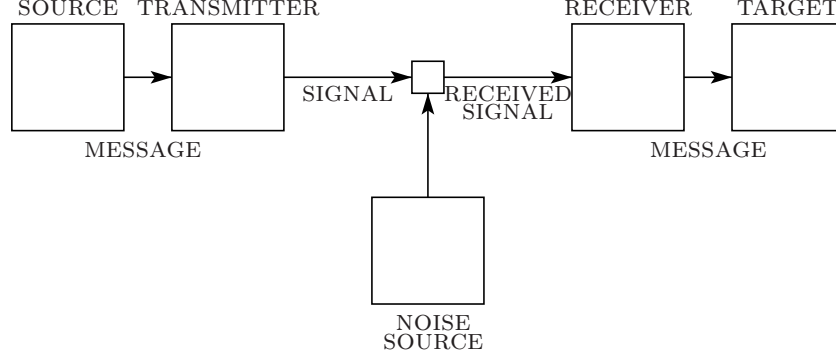 SOURCE
TRANSMITTER
RECEIVER
TARGET
SIGNAL
RECEIVED
SIGNAL
MESSAGE
MESSAGE
NOISE
SOURCE